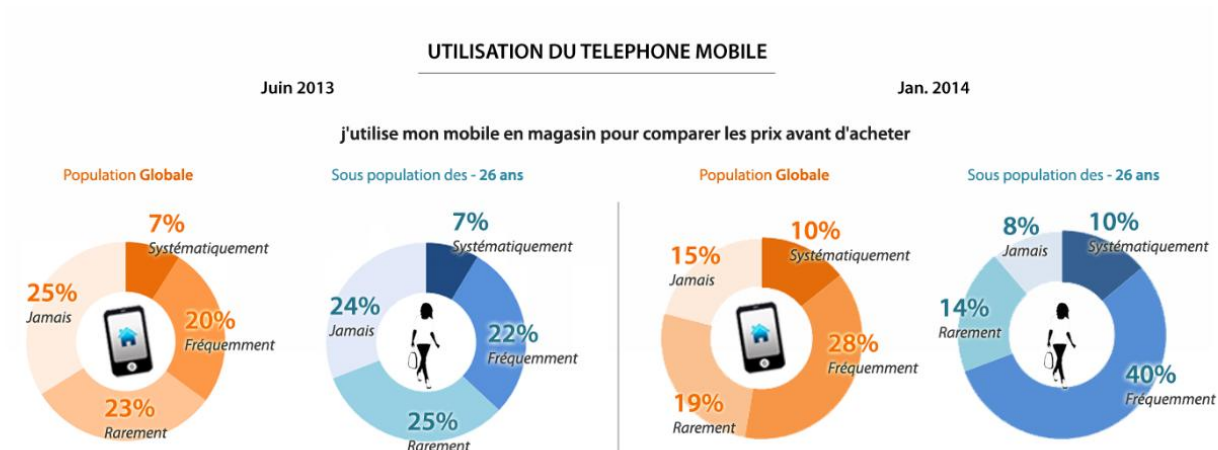 UTILISATION DU TELEPHONE MOBILE
Juin 2013
Jan. 2014
j'utilise mon mobile en magasin pour comparer les prix avant d'acheter
Population Globale
7%
Systématiquement
20%
Fréquemment
23%
Rarement
25%
Jamais
Sous population des - 26 ans
7%
Systématiquement
22%
Fréquemment
25%
Rarement
24%
Jamais
Population Globale
10%
Systématiquement
28%
Fréquemment
19%
Rarement
15%
Jamais
Sous population des - 26 ans
10%
Systématiquement
40%
Fréquemment
14%
Rarement
8%
Jamais